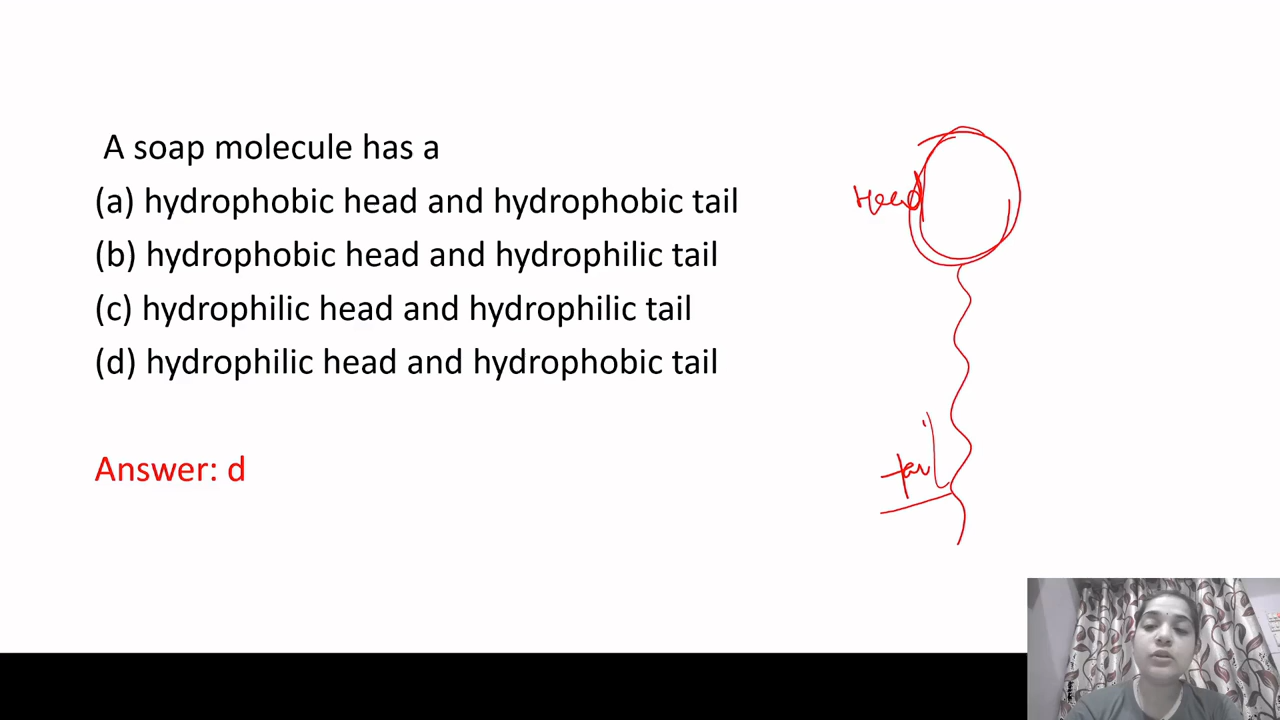 A soap molecule has a
(a) hydrophobic head and hydrophobic tail
(b) hydrophobic head and hydrophilic tail
(c) hydrophilic head and hydrophilic tail
(d) hydrophilic head and hydrophobic tail
Answer: d
Head
tail